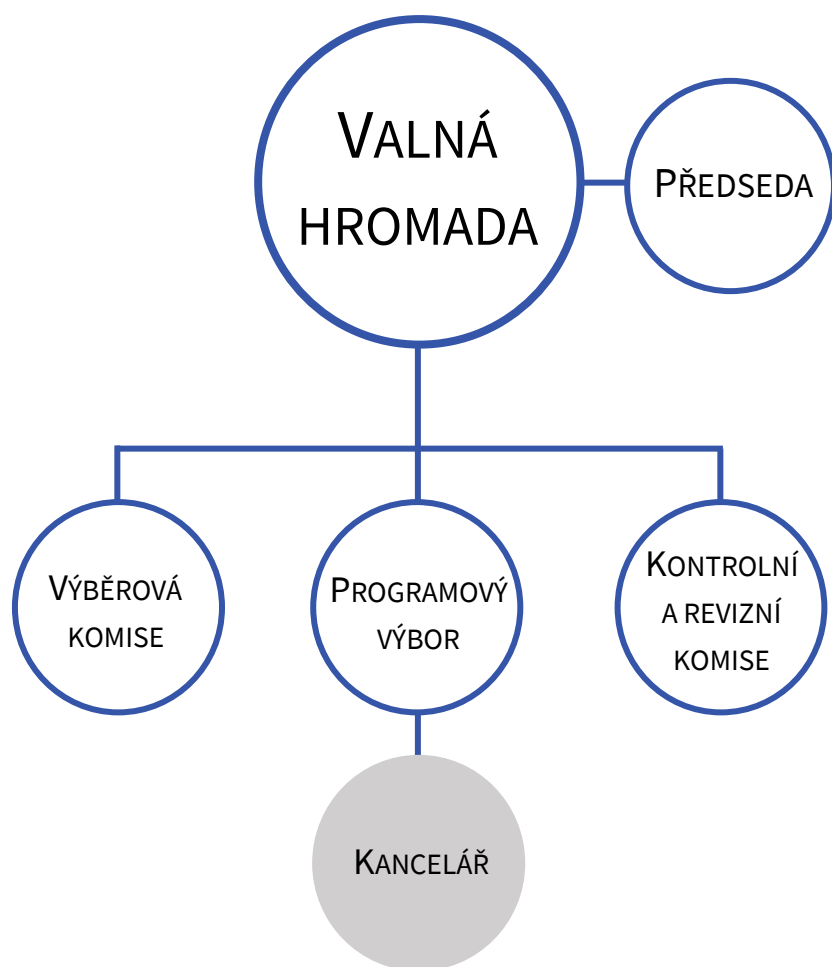 VALNÁ
HROMADA
PŘEDSEDA
VÝBĚROVÁ
KOMISE
PROGRAMOVÝ
VÝBOR
KONTROLNÍ
A REVIZNÍ
KOMISE
KANCELÁŘ